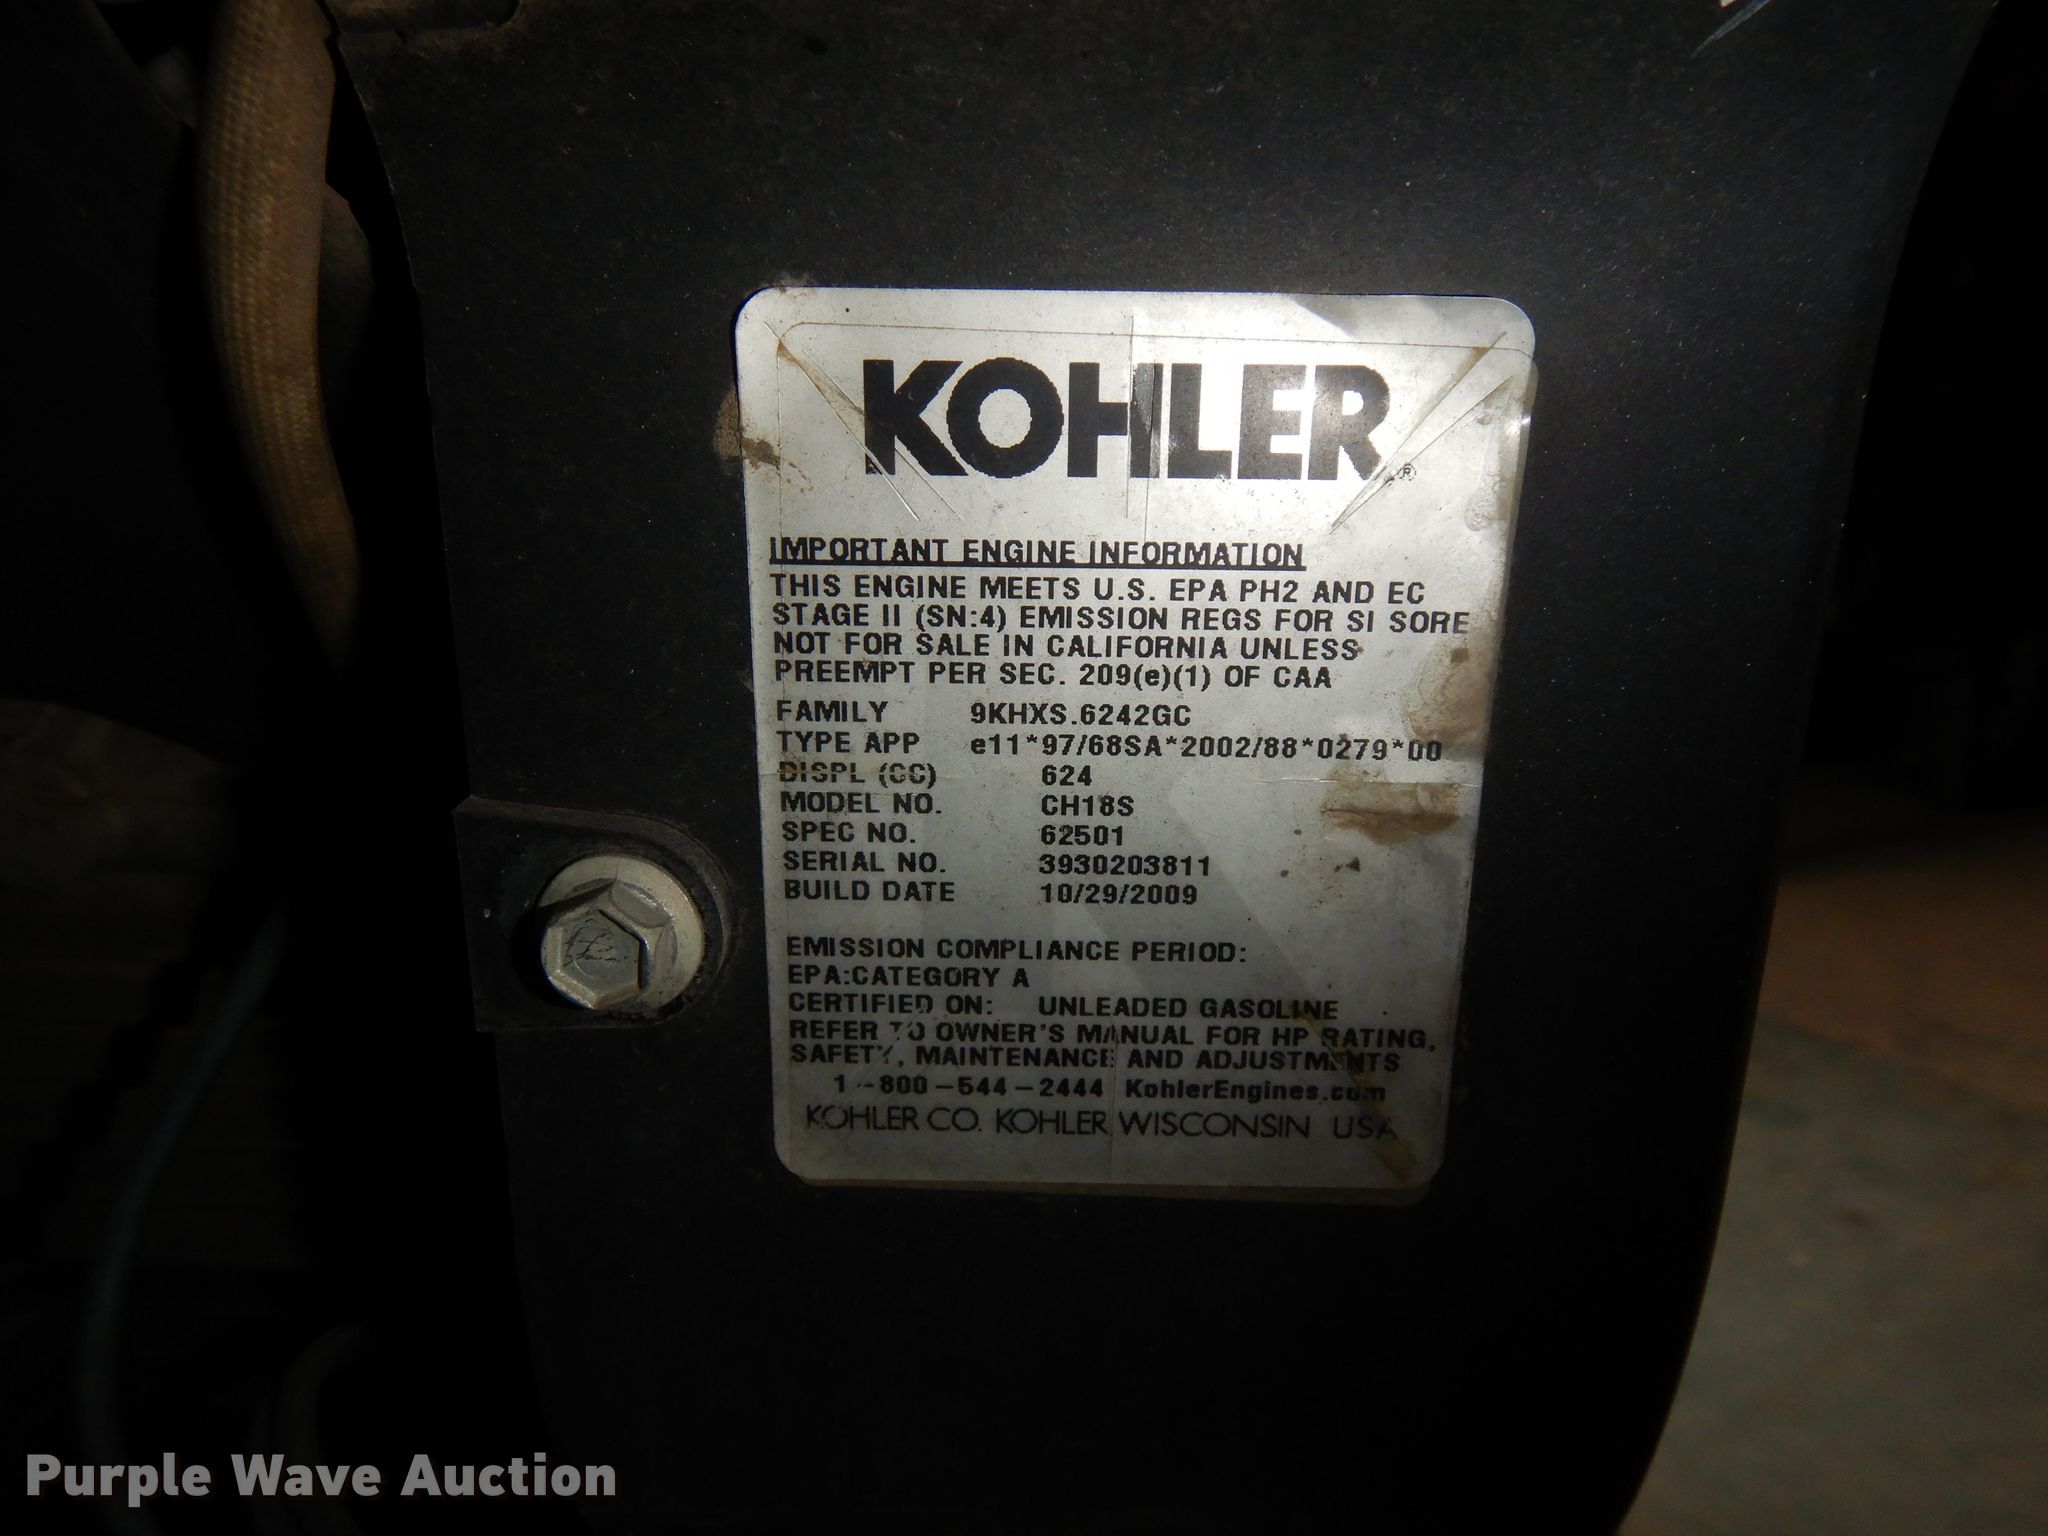 KOHLER®
IMPORTANT ENGINE INFORMATION
THIS ENGINE MEETS U.S. EPA PH2 AND EC
STAGE II (SN:4) EMISSION REGS FOR SI SORE
NOT FOR SALE IN CALIFORNIA UNLESS
PREEMPT PER SEC. 209(e)(1) OF CAA
FAMILY 9KHXS.6242GC
TYPE APP e11*97/68SA*2002/88*0279*00
DISPL (CC) 624
MODEL NO. CH18S
SPEC NO. 62501
SERIAL NO. 3930203811
BUILD DATE 10/29/2009
EMISSION COMPLIANCE PERIOD:
EPA:CATEGORY A
CERTIFIED ON: UNLEADED GASOLINE
REFER TO OWNER'S MANUAL FOR HP RATING,
SAFETY, MAINTENANCE AND ADJUSTMENTS
1-800-544-2444 KohlerEngines.com
KOHLER CO. KOHLER, WISCONSIN USA
Purple Wave Auction